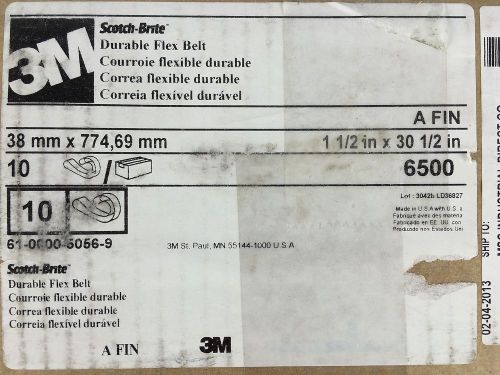 3M
Scotch-Brite™
Durable Flex Belt
Courroie flexible durable
Correa flexible durable
Correia flexível durável
A FIN
38 mm x 774,69 mm
1 1/2 in x 30 1/2 in
10
/
6500
10
Lot : 3042b LD36827
Made in U.S.A with U.S. a
Fabriqué avec des matéria
Fabricado en EE. UU. con
Produzido nos Estados Uni
61-0000-5056-9
3M St. Paul, MN 55144-1000 U.S.A
Scotch-Brite™
Durable Flex Belt
Courroie flexible durable
Correa flexible durable
Correia flexível durável
A FIN
3M
SHIP TO:
02-04-2013